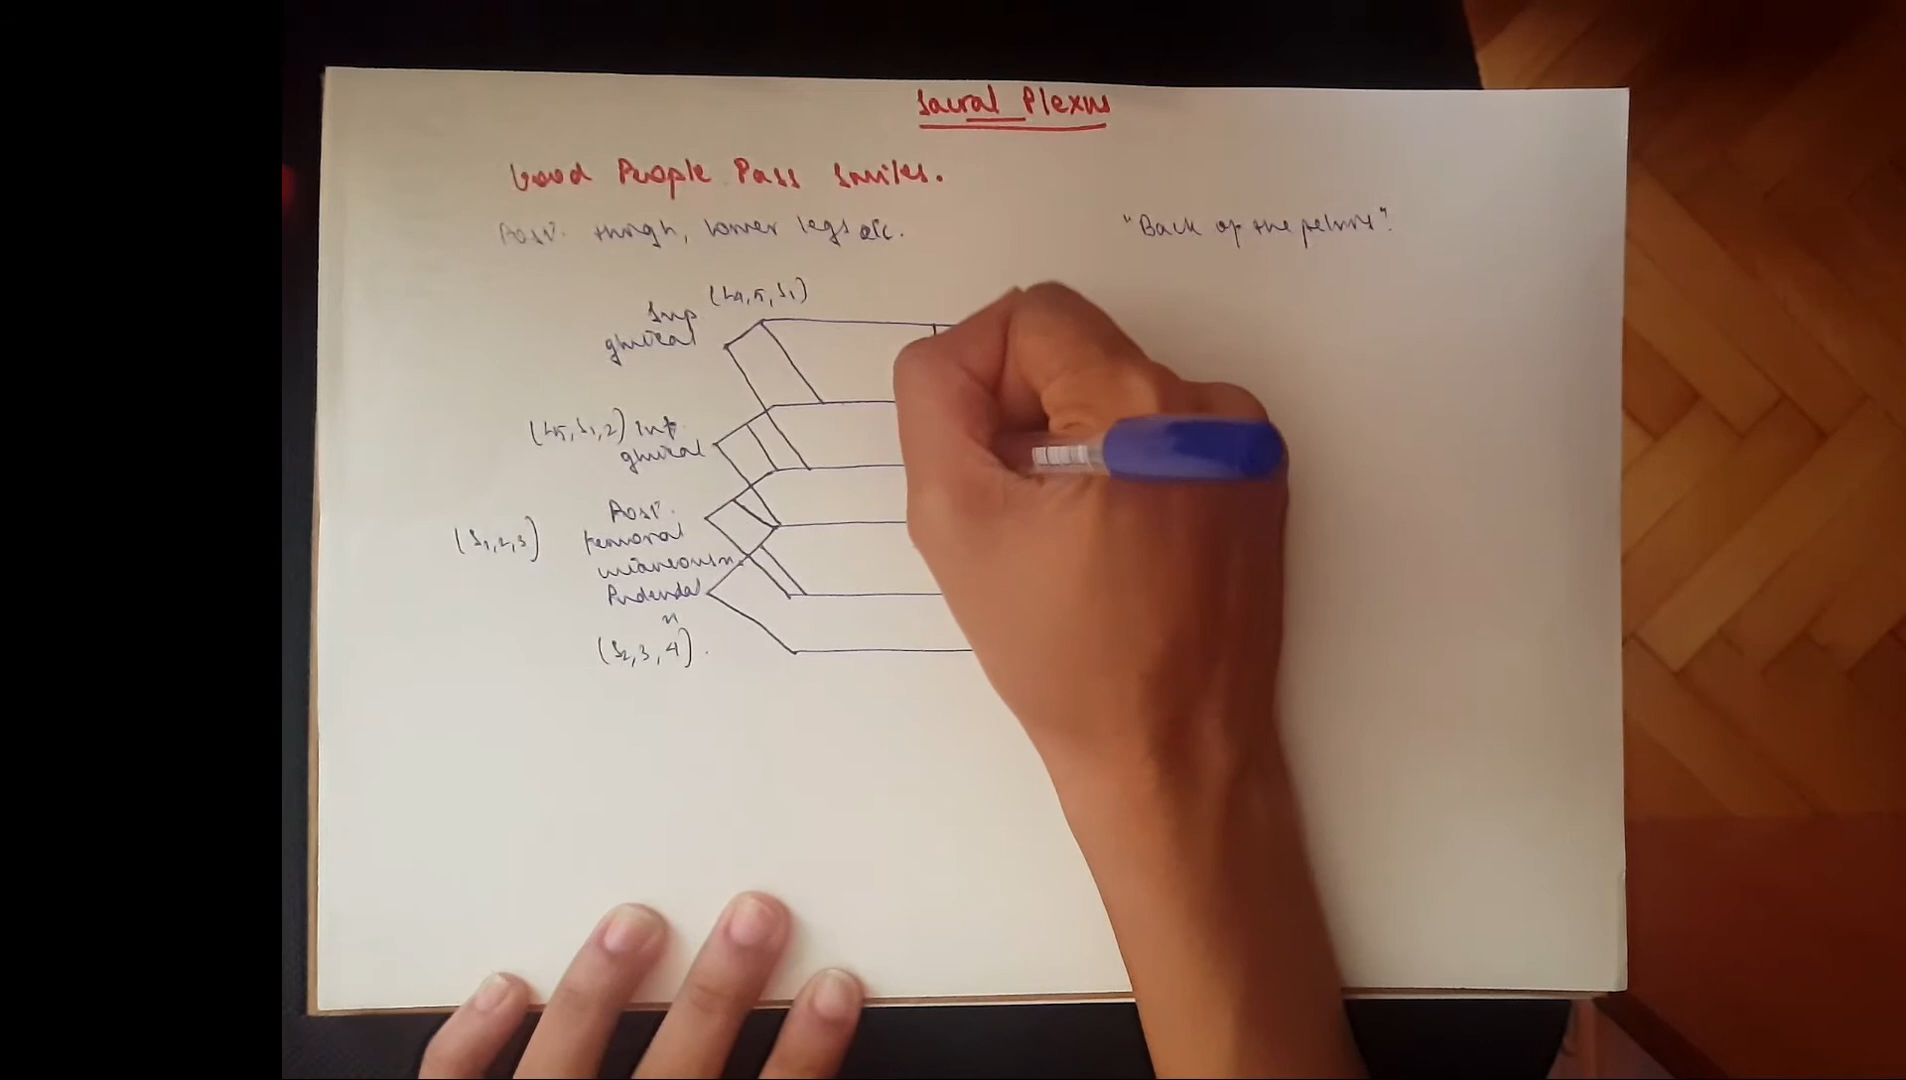 Sacral Plexus
Good People Pass Smiles.
Post. thigh, lower legs etc.
"Back of the pelvis".
(L4,5,S1)
Sup
gluteal
(L5,S1,2) Inf.
gluteal
Post.
femoral
(S1,2,3)
cutaneous n.
Pudendal
n
(S2,3,4).